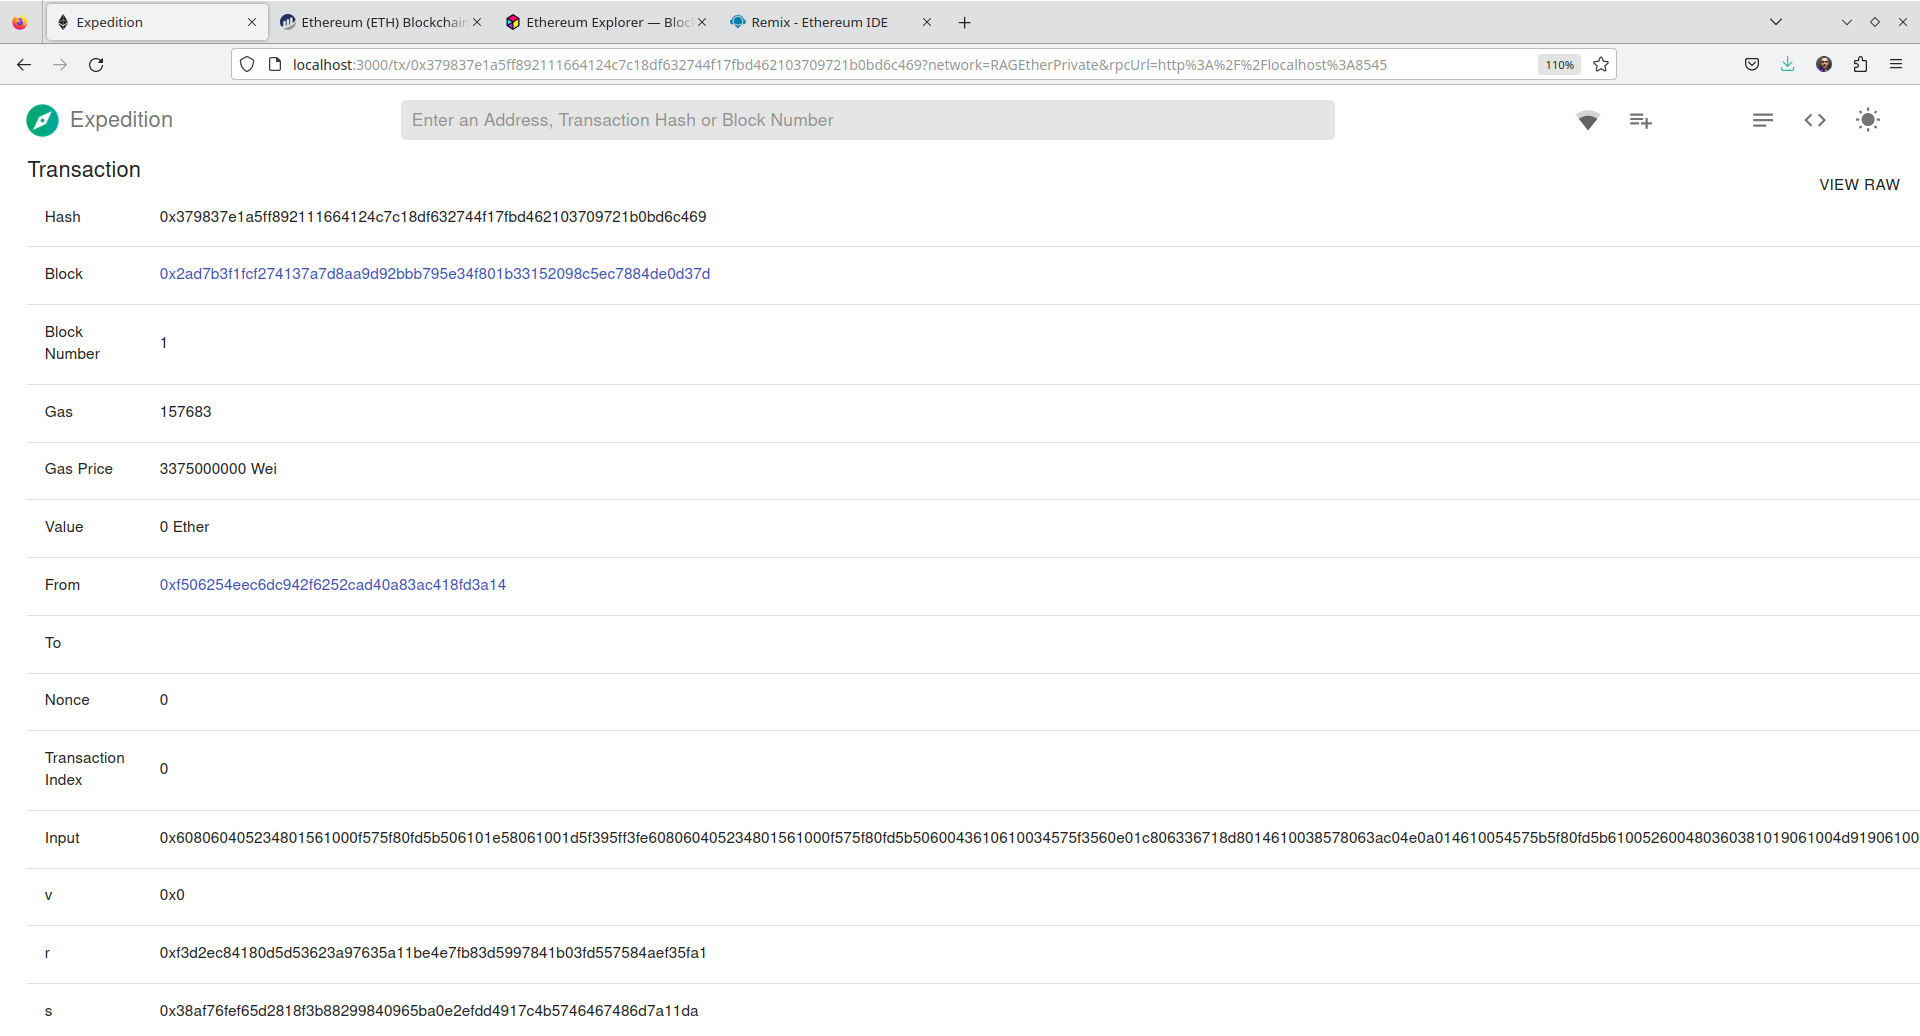 Expedition
Ethereum (ETH) Blockchain
Ethereum Explorer — Bloc
Remix - Ethereum IDE
localhost:3000/tx/0x379837e1a5ff892111664124c7c18df632744f17fbd462103709721b0bd6c469?network=RAGEtherPrivate&rpcUrl=http%3A%2F%2Flocalhost%3A8545
110%
Expedition
Enter an Address, Transaction Hash or Block Number
Transaction
VIEW RAW
Hash 0x379837e1a5ff892111664124c7c18df632744f17fbd462103709721b0bd6c469
Block 0x2ad7b3f1fcf274137a7d8aa9d92bbb795e34f801b33152098c5ec7884de0d37d
Block
Number
1
Gas 157683
Gas Price 3375000000 Wei
Value 0 Ether
From 0xf506254eec6dc942f6252cad40a83ac418fd3a14
To
Nonce 0
Transaction
Index
0
Input 0x608060405234801561000f575f80fd5b506101e58061001d5f395ff3fe608060405234801561000f575f80fd5b5060043610610034575f3560e01c806336718d8014610038578063ac04e0a014610054575b5f80fd5b610052600480360381019061004d9190610​0
v 0x0
r 0xf3d2ec84180d5d53623a97635a11be4e7fb83d5997841b03fd557584aef35fa1
s 0x38af76fef65d2818f3b88299840965ba0e2efdd4917c4b5746467486d7a11da